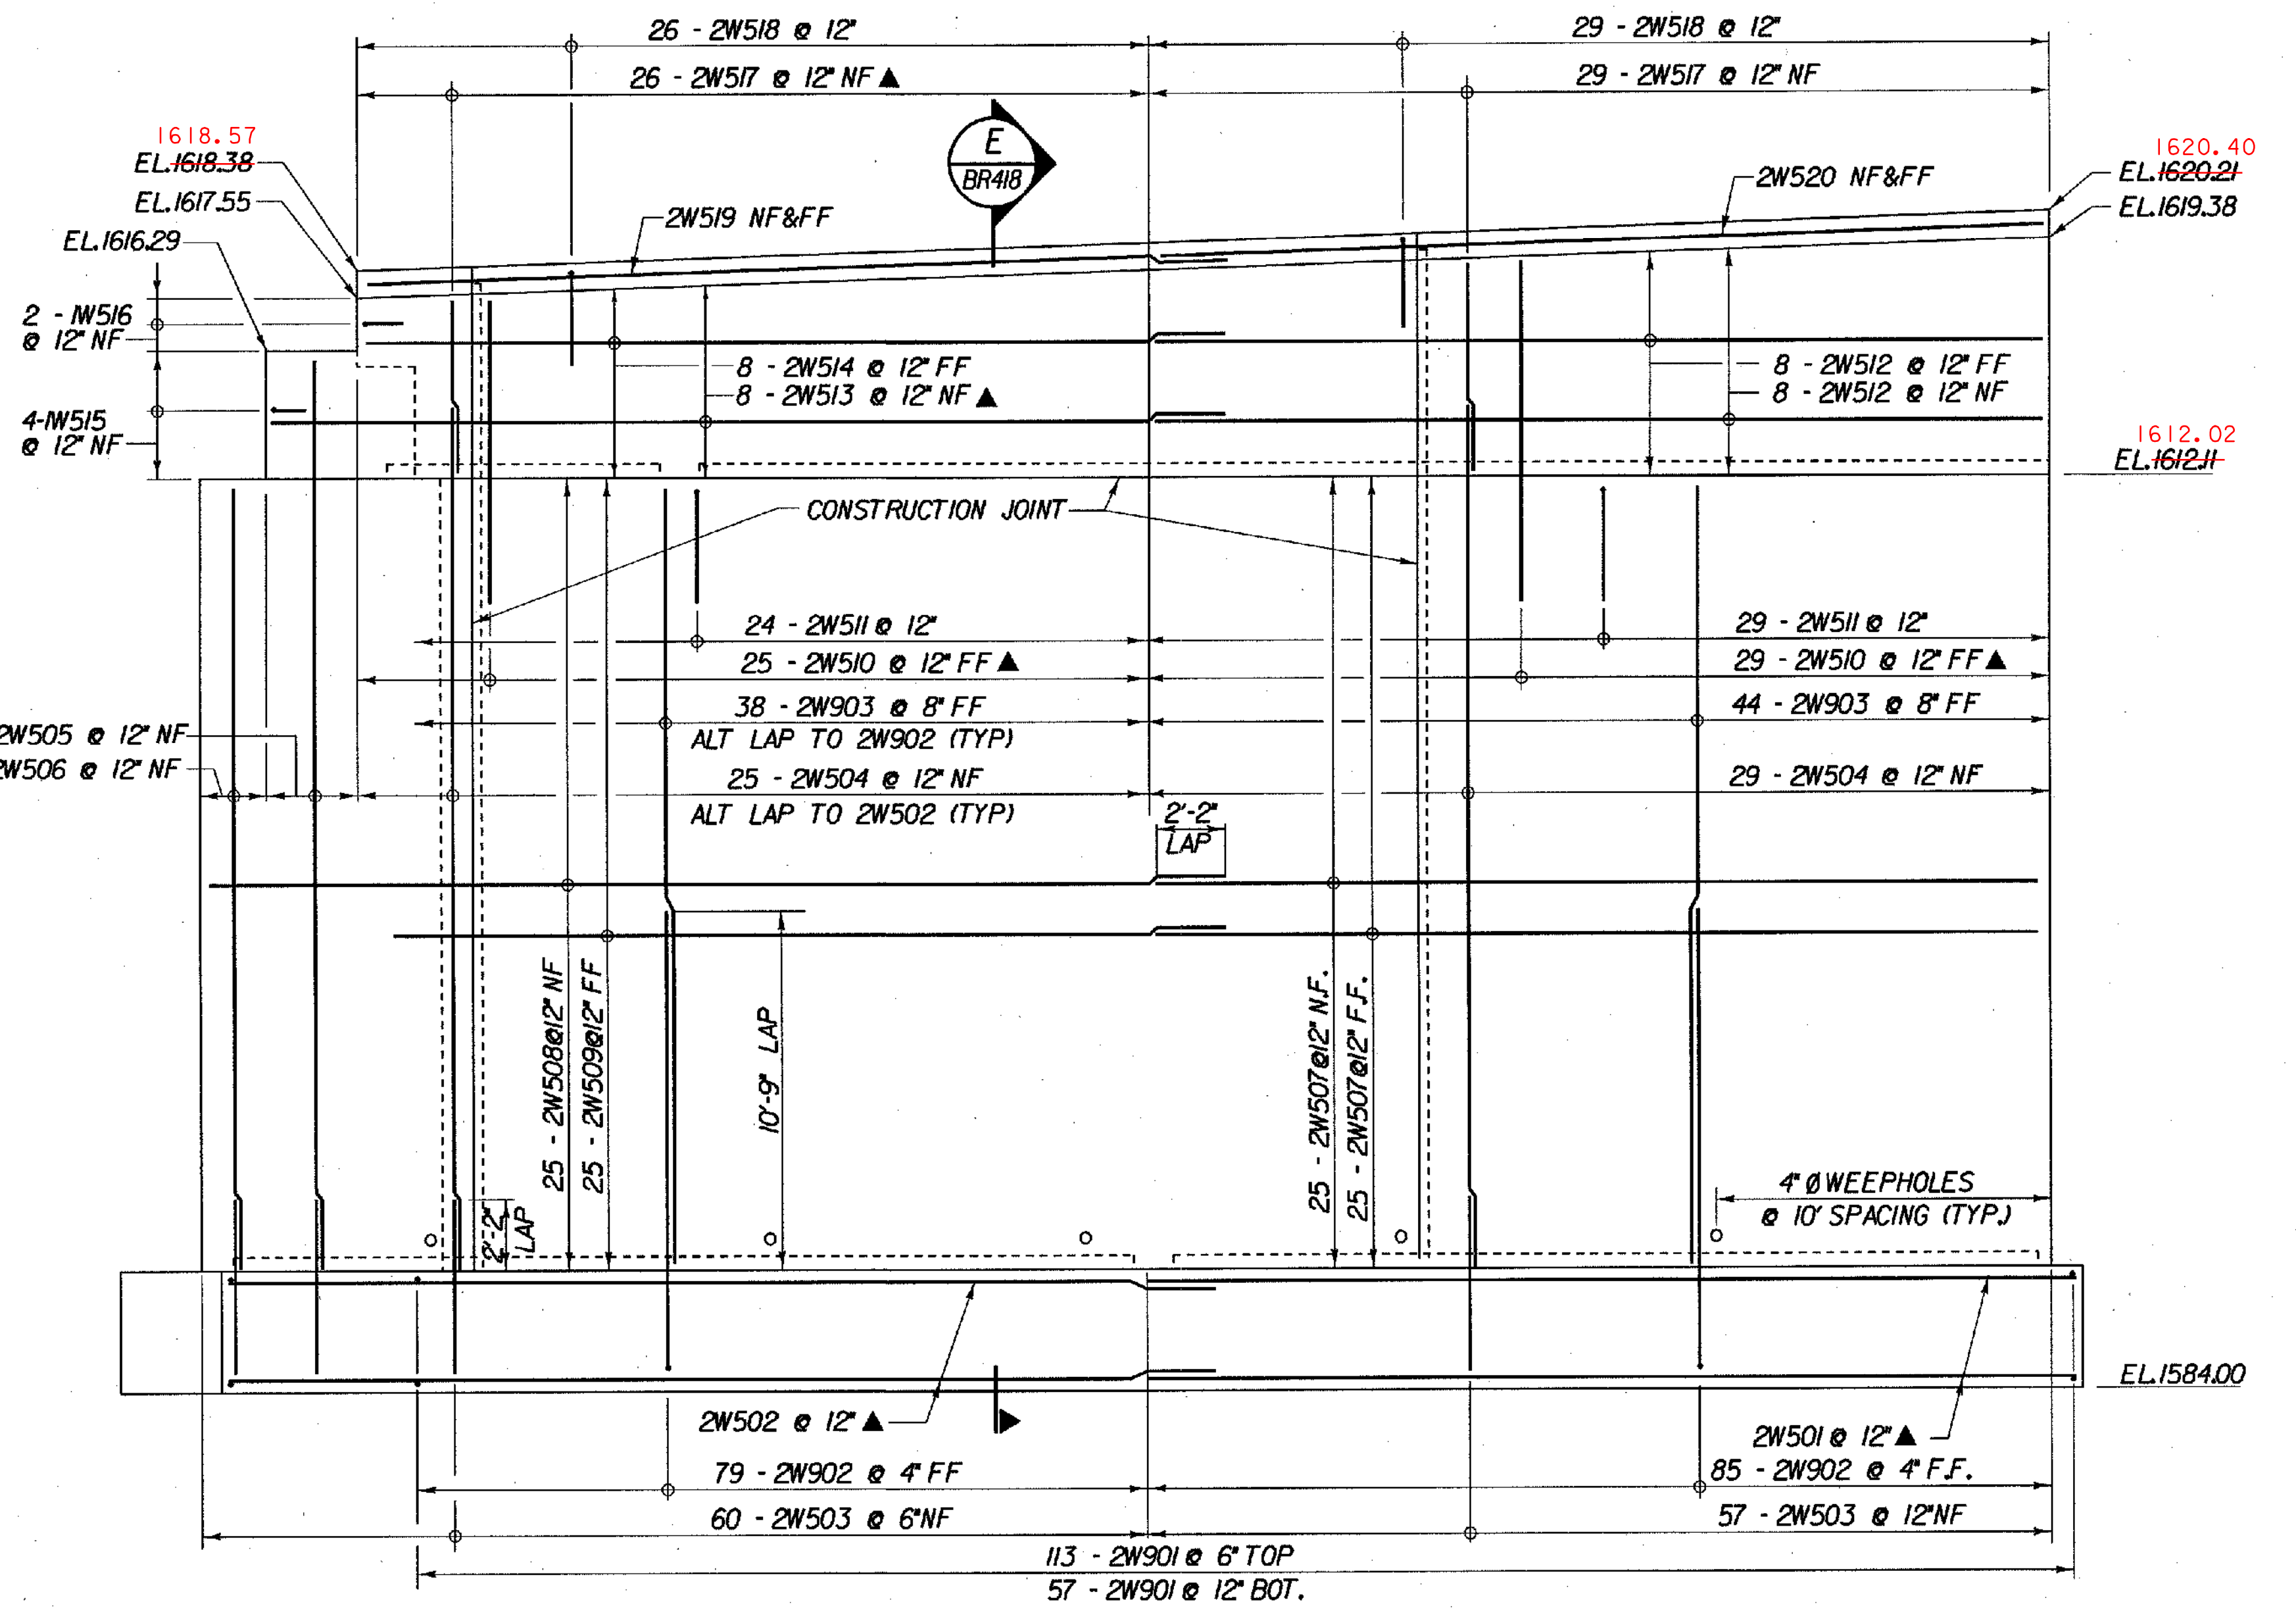 26 - 2W518 @ 12"
29 - 2W518 @ 12"
26 - 2W517 @ 12" NF ▲
29 - 2W517 @ 12" NF
1618.57
EL.1618.38
EL.1617.55
EL.1616.29
E
BR418
2W519 NF&FF
2W520 NF&FF
1620.40
EL.1620.21
EL.1619.38
2 - 1W516
@ 12" NF
4-1W515
@ 12" NF
8 - 2W514 @ 12" FF
8 - 2W513 @ 12" NF ▲
8 - 2W512 @ 12" FF
8 - 2W512 @ 12" NF
1612.02
EL.1612.11
CONSTRUCTION JOINT
24 - 2W511 @ 12"
29 - 2W511 @ 12"
25 - 2W510 @ 12" FF ▲
29 - 2W510 @ 12" FF ▲
38 - 2W903 @ 8" FF
44 - 2W903 @ 8" FF
ALT LAP TO 2W902 (TYP)
2W505 @ 12" NF
2W506 @ 12" NF
25 - 2W504 @ 12" NF
29 - 2W504 @ 12" NF
ALT LAP TO 2W502 (TYP)
2'-2"
LAP
25 - 2W508@12" NF
25 - 2W509@12" FF
10'-9" LAP
25 - 2W507@12" N.F.
25 - 2W507@12" F.F.
2'-2"
LAP
4" Ø WEEPHOLES
@ 10' SPACING (TYP.)
EL.1584.00
2W502 @ 12" ▲
2W501 @ 12" ▲
79 - 2W902 @ 4" FF
85 - 2W902 @ 4" F.F.
60 - 2W503 @ 6"NF
57 - 2W503 @ 12"NF
113 - 2W901 @ 6" TOP
57 - 2W901 @ 12" BOT.